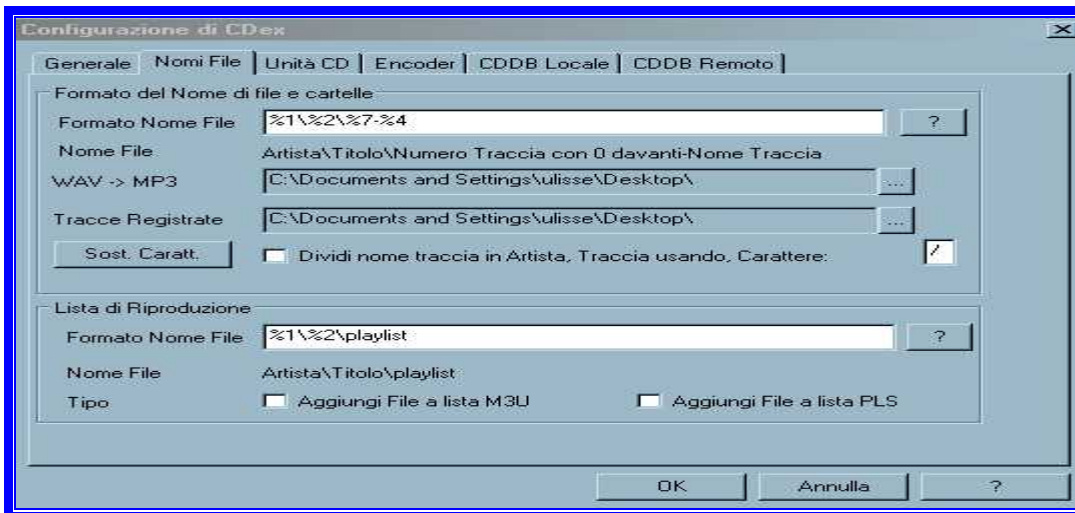 Configurazione di CDex
Generale Nomi File Unità CD Encoder CDDB Locale CDDB Remoto
Formato del Nome di file e cartelle
Formato Nome File %1\%2\%7-%4 ?
Nome File Artista\Titolo\Numero Traccia con 0 davanti-Nome Traccia
WAV -> MP3 C:\Documents and Settings\ulisse\Desktop\ ...
Tracce Registrate C:\Documents and Settings\ulisse\Desktop\ ...
Sost. Caratt. Dividi nome traccia in Artista, Traccia usando, Carattere: /
Lista di Riproduzione
Formato Nome File %1\%2\playlist ?
Nome File Artista\Titolo\playlist
Tipo Aggiungi File a lista M3U Aggiungi File a lista PLS
OK Annulla ?